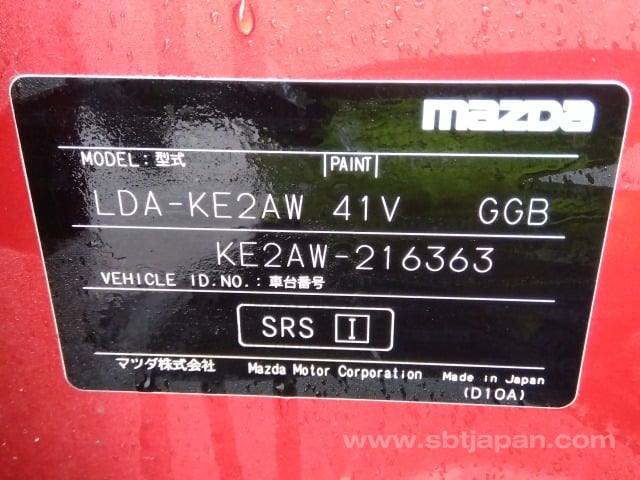 mazda
MODEL : 型式 PAINT
LDA-KE2AW 41V GGB
KE2AW-216363
VEHICLE ID.NO. : 車台番号
SRS I
マツダ株式会社 Mazda Motor Corporation Made in Japan
(D10A)
www.sbtjapan.com